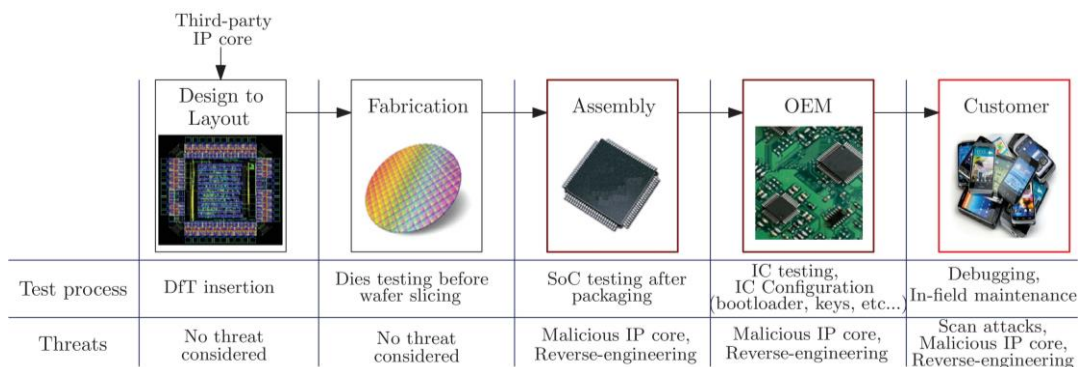 Third-party
IP core
Design to
Layout
Fabrication
Assembly
OEM
Customer
Test process
DfT insertion
Dies testing before
wafer slicing
SoC testing after
packaging
IC testing,
IC Configuration
(bootloader, keys, etc...)
Debugging,
In-field maintenance
Threats
No threat
considered
No threat
considered
Malicious IP core,
Reverse-engineering
Malicious IP core,
Reverse-engineering
Scan attacks,
Malicious IP core,
Reverse-engineering